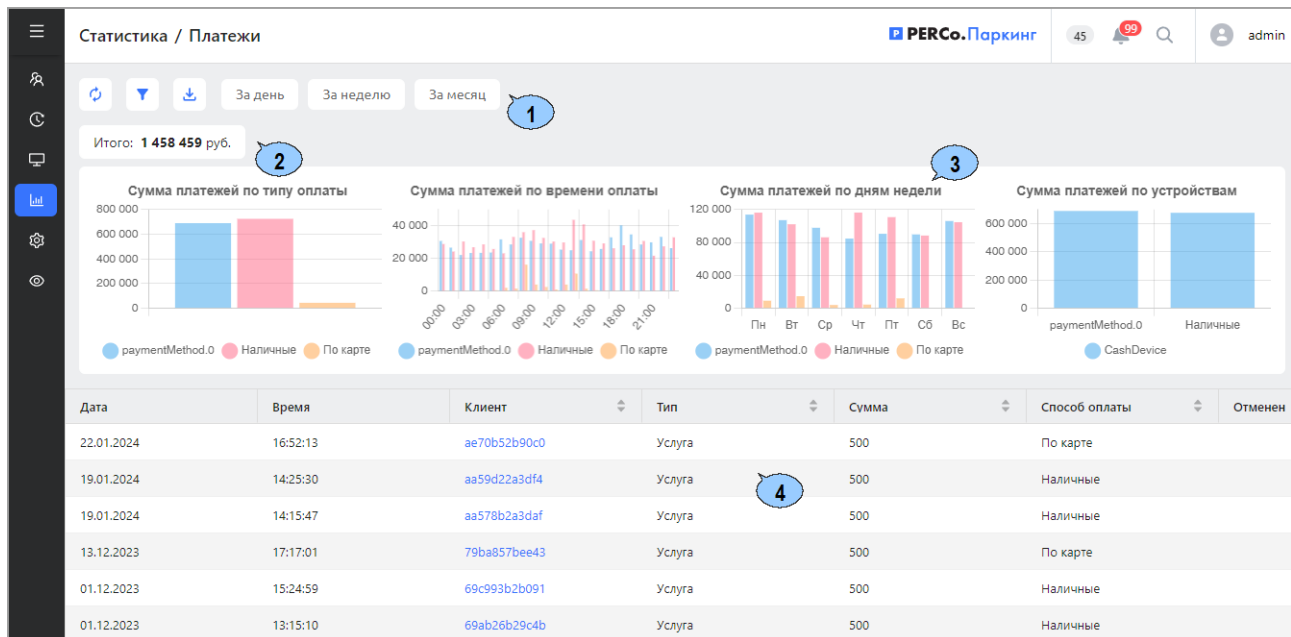 Статистика / Платежи
P PERCo.Паркинг
45
99
admin
За день За неделю За месяц
1
Итого: 1 458 459 руб.
2
3
Сумма платежей по типу оплаты
800 000
600 000
400 000
200 000
0
paymentMethod.0 Наличные По карте
Сумма платежей по времени оплаты
40 000
20 000
0
00:00 03:00 06:00 09:00 12:00 15:00 18:00 21:00
paymentMethod.0 Наличные По карте
Сумма платежей по дням недели
120 000
80 000
40 000
0
Пн Вт Ср Чт Пт Сб Вс
paymentMethod.0 Наличные По карте
Сумма платежей по устройствам
600 000
400 000
200 000
0
paymentMethod.0 Наличные
CashDevice
Дата Время Клиент Тип Сумма Способ оплаты Отменен
22.01.2024 16:52:13 ae70b52b90c0 Услуга 500 По карте
19.01.2024 14:25:30 aa59d22a3df4 Услуга 500 Наличные
4
19.01.2024 14:15:47 aa578b2a3daf Услуга 500 Наличные
13.12.2023 17:17:01 79ba857bee43 Услуга 500 По карте
01.12.2023 15:24:59 69c993b2b091 Услуга 500 Наличные
01.12.2023 13:15:10 69ab26b29c4b Услуга 500 Наличные